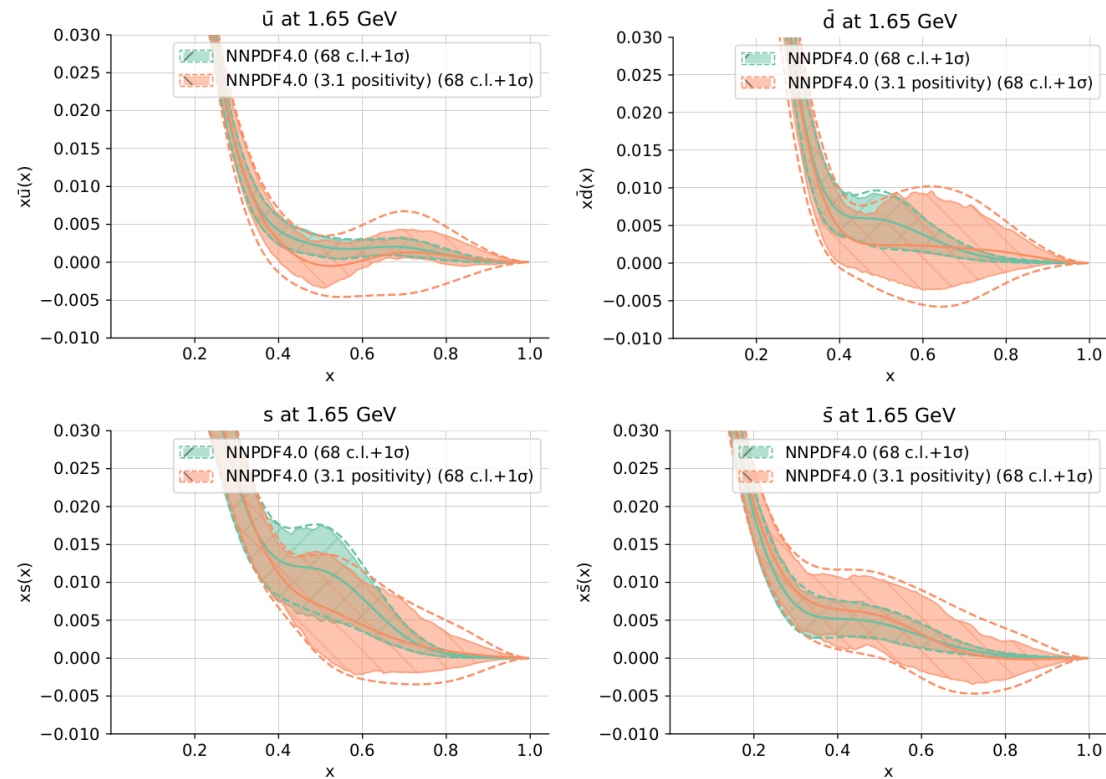 ū at 1.65 GeV
0.030
0.025
0.020
0.015
0.010
0.005
0.000
−0.005
−0.010
xū(x)
NNPDF4.0 (68 c.l.+1σ)
NNPDF4.0 (3.1 positivity) (68 c.l.+1σ)
0.2 0.4 0.6 0.8 1.0
x
d̄ at 1.65 GeV
0.030
0.025
0.020
0.015
0.010
0.005
0.000
−0.005
−0.010
xd̄(x)
NNPDF4.0 (68 c.l.+1σ)
NNPDF4.0 (3.1 positivity) (68 c.l.+1σ)
0.2 0.4 0.6 0.8 1.0
x
s at 1.65 GeV
0.030
0.025
0.020
0.015
0.010
0.005
0.000
−0.005
−0.010
xs(x)
NNPDF4.0 (68 c.l.+1σ)
NNPDF4.0 (3.1 positivity) (68 c.l.+1σ)
0.2 0.4 0.6 0.8 1.0
x
s̄ at 1.65 GeV
0.030
0.025
0.020
0.015
0.010
0.005
0.000
−0.005
−0.010
xs̄(x)
NNPDF4.0 (68 c.l.+1σ)
NNPDF4.0 (3.1 positivity) (68 c.l.+1σ)
0.2 0.4 0.6 0.8 1.0
x